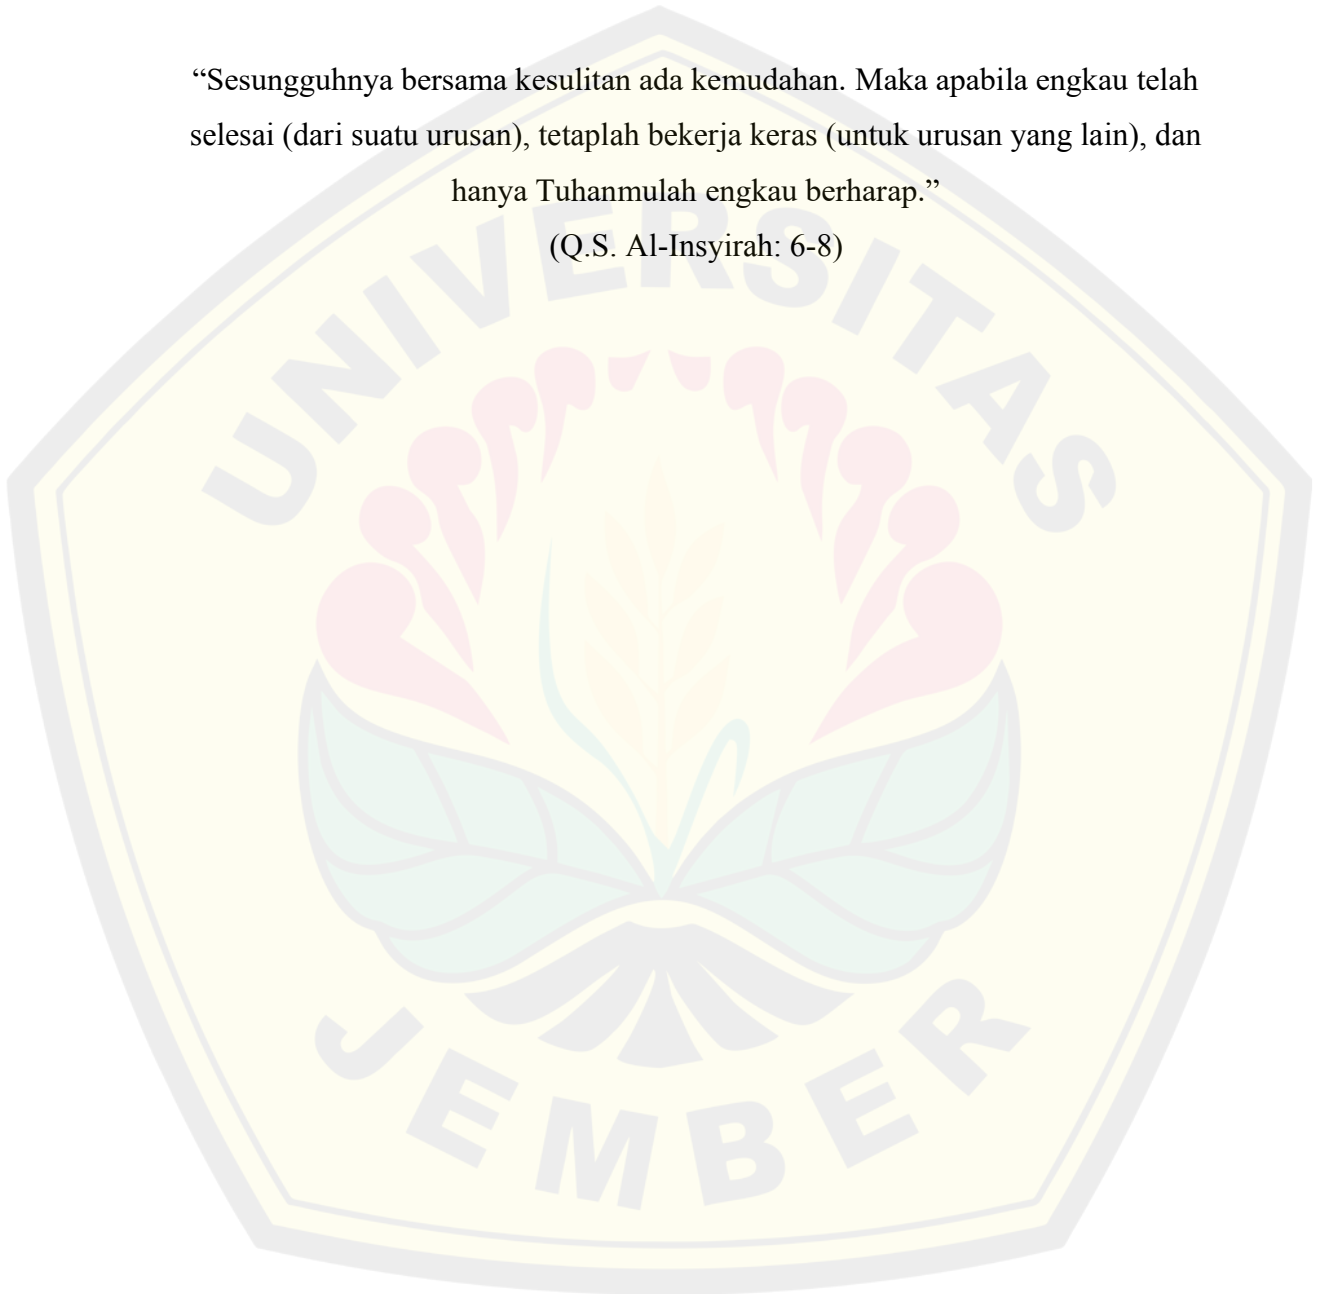 “Sesungguhnya bersama kesulitan ada kemudahan. Maka apabila engkau telah
selesai (dari suatu urusan), tetaplah bekerja keras (untuk urusan yang lain), dan
hanya Tuhanmulah engkau berharap.”
(Q.S. Al-Insyirah: 6-8)
UNIVERSITAS
JEMBER